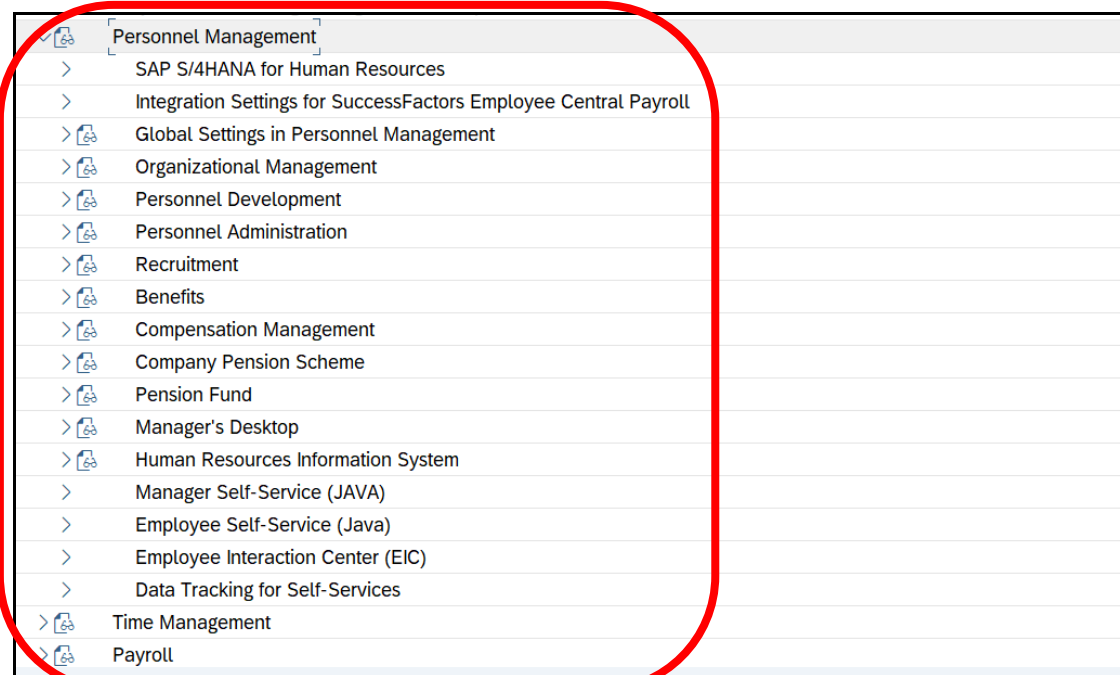 Personnel Management
SAP S/4HANA for Human Resources
Integration Settings for SuccessFactors Employee Central Payroll
Global Settings in Personnel Management
Organizational Management
Personnel Development
Personnel Administration
Recruitment
Benefits
Compensation Management
Company Pension Scheme
Pension Fund
Manager's Desktop
Human Resources Information System
Manager Self-Service (JAVA)
Employee Self-Service (Java)
Employee Interaction Center (EIC)
Data Tracking for Self-Services
Time Management
Payroll